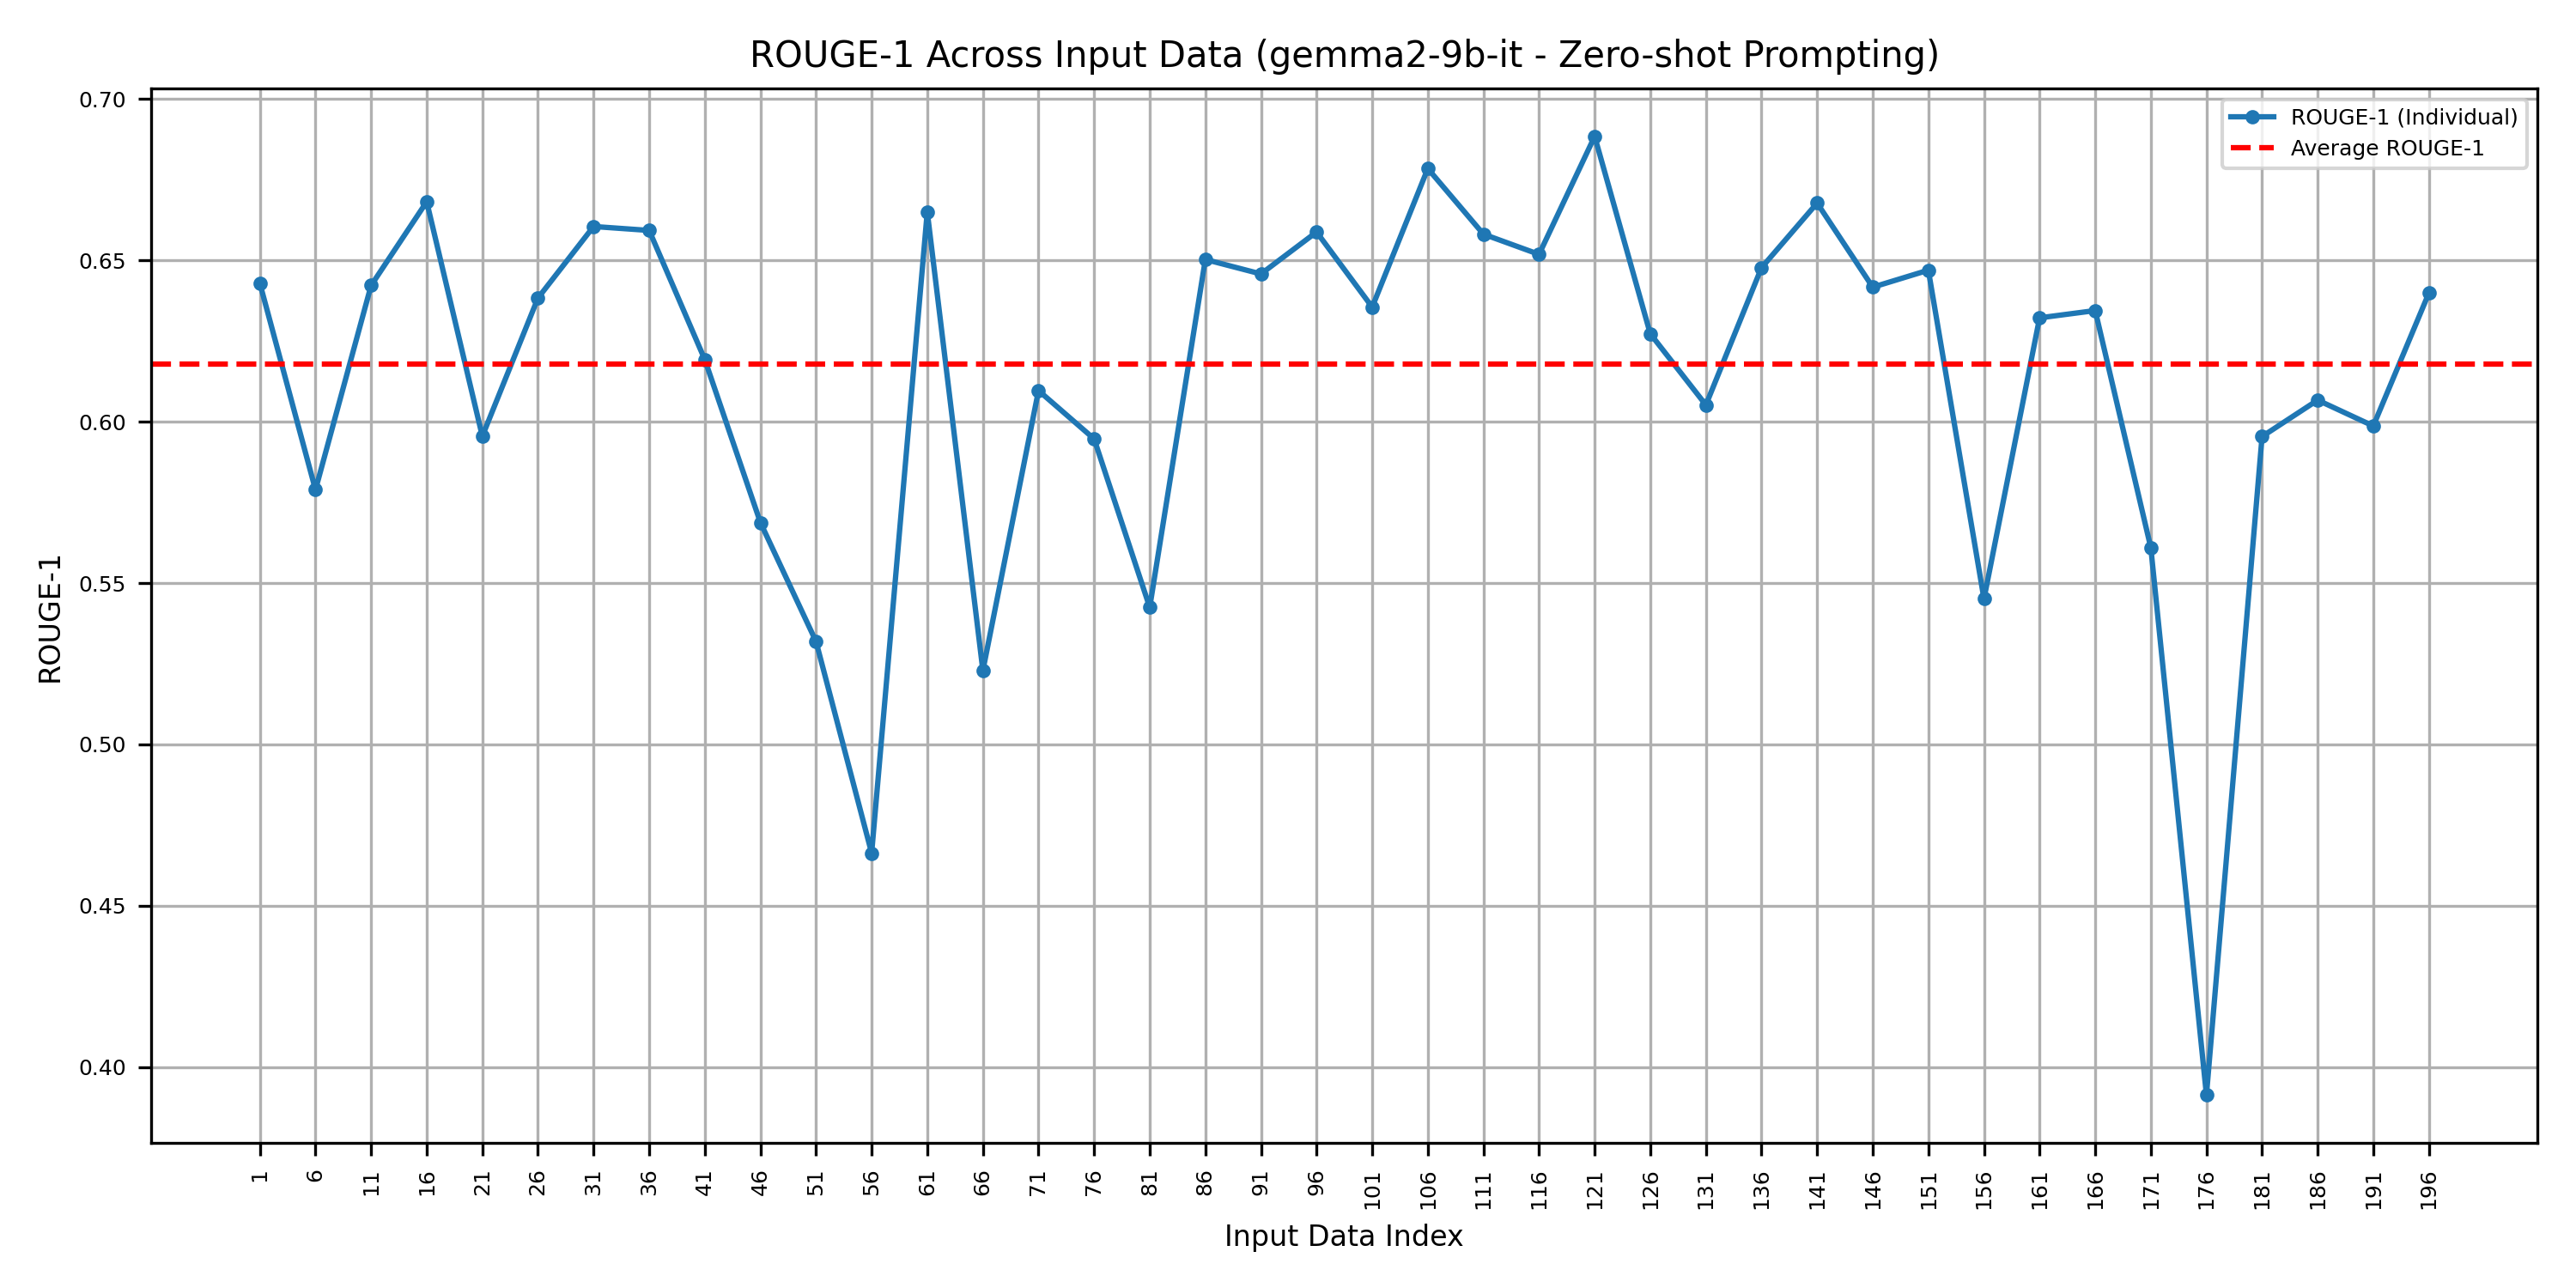 ROUGE-1 Across Input Data (gemma2-9b-it - Zero-shot Prompting)
ROUGE-1 (Individual)
Average ROUGE-1
0.70
0.65
0.60
0.55
0.50
0.45
0.40
ROUGE-1
1 6 11 16 21 26 31 36 41 46 51 56 61 66 71 76 81 86 91 96 101 106 111 116 121 126 131 136 141 146 151 156 161 166 171 176 181 186 191 196
Input Data Index